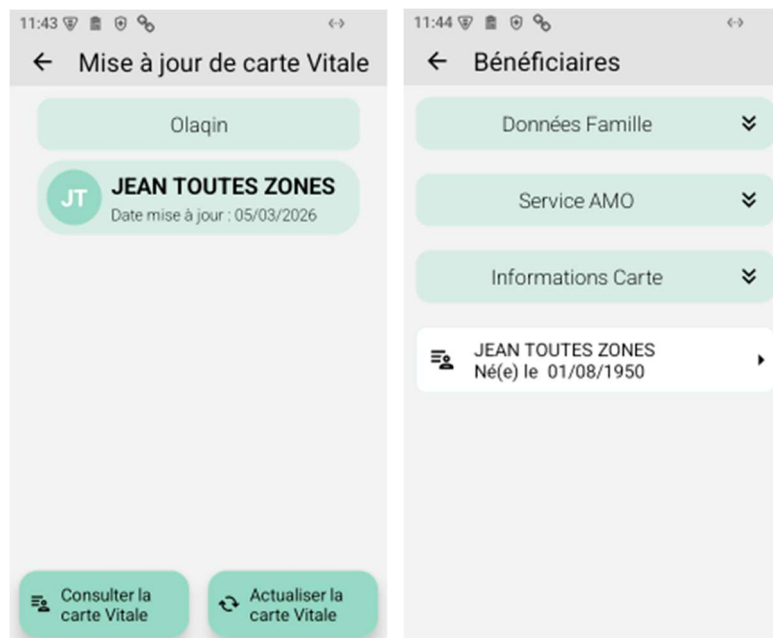 11:43
Mise à jour de carte Vitale
Olaqin
JT
JEAN TOUTES ZONES
Date mise à jour : 05/03/2026
Consulter la
carte Vitale
Actualiser la
carte Vitale
11:44
Bénéficiaires
Données Famille
Service AMO
Informations Carte
JEAN TOUTES ZONES
Né(e) le 01/08/1950